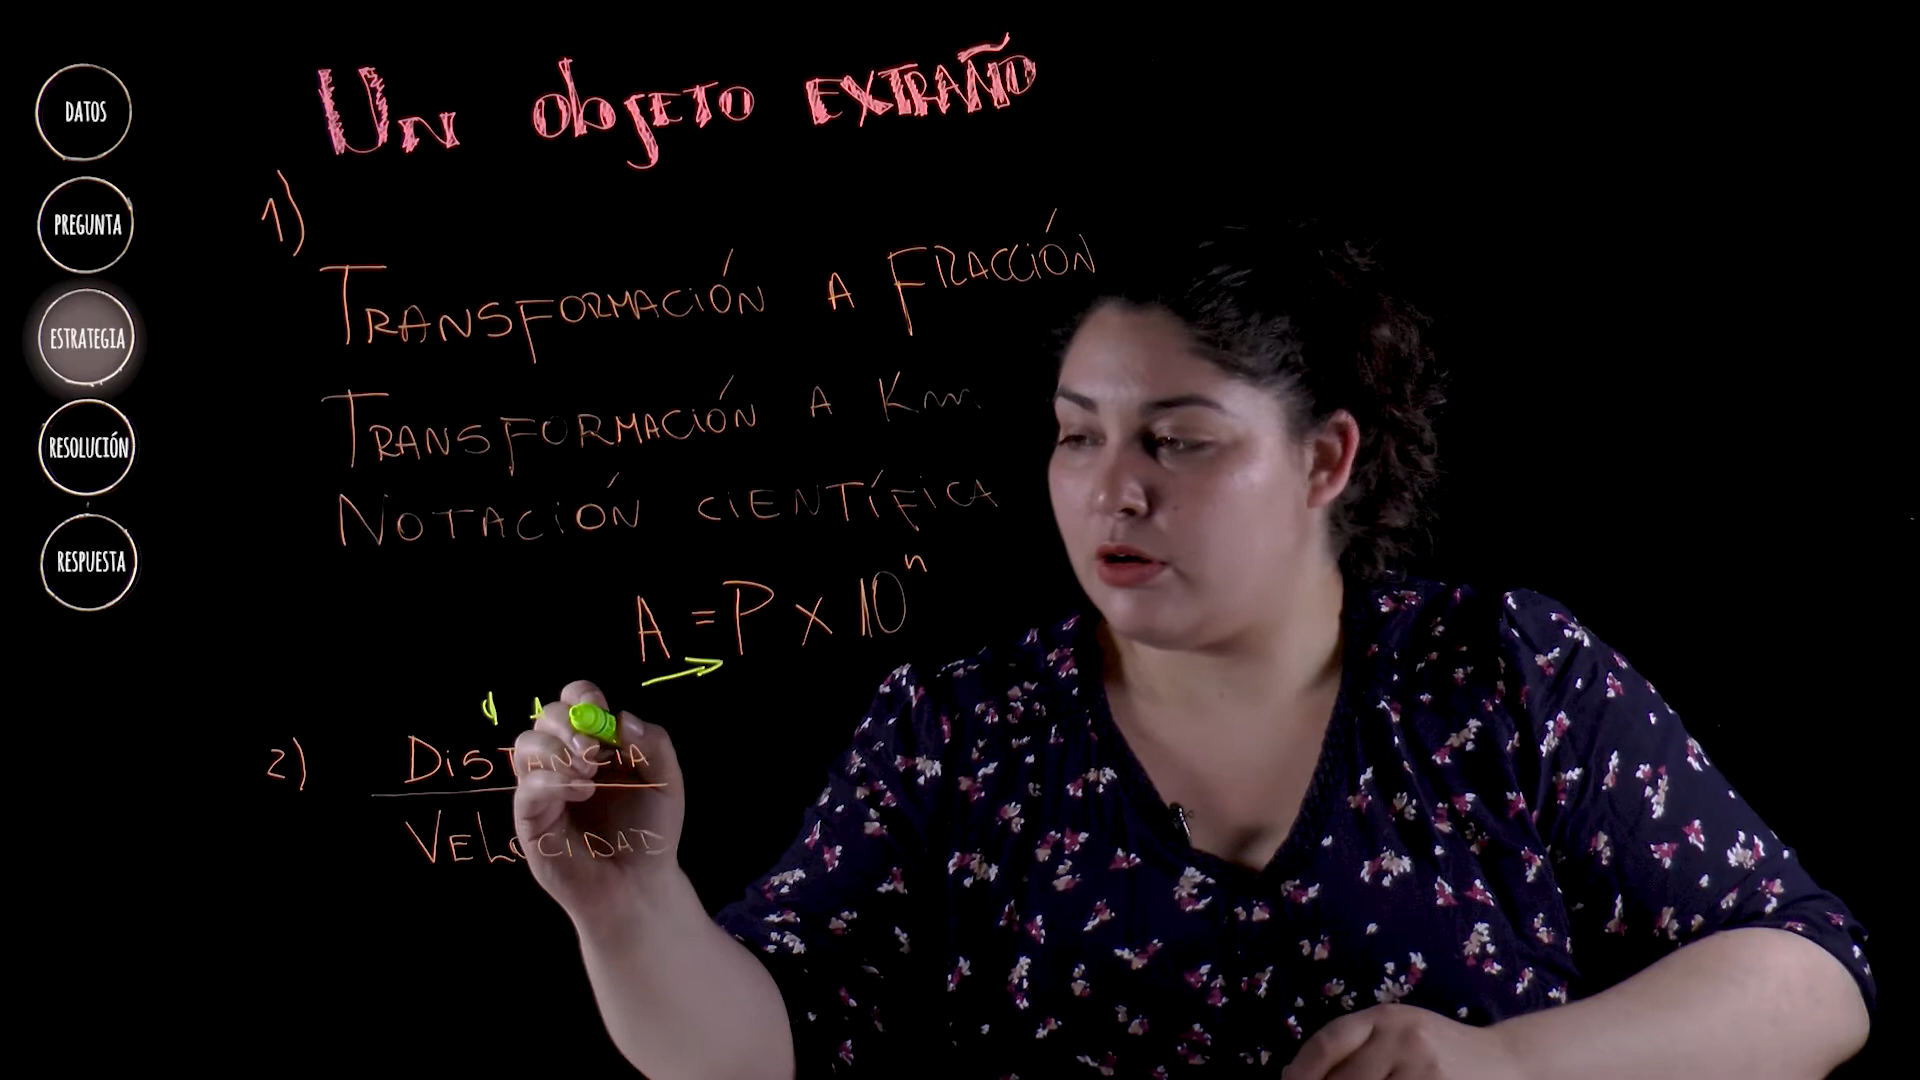 DATOS
PREGUNTA
ESTRATEGIA
RESOLUCIÓN
RESPUESTA
Un objeto extraño
1)
Transformación a Fracción
Transformación a Km
Notación científica
A = P x 10ⁿ
2) Distancia
Velocidad